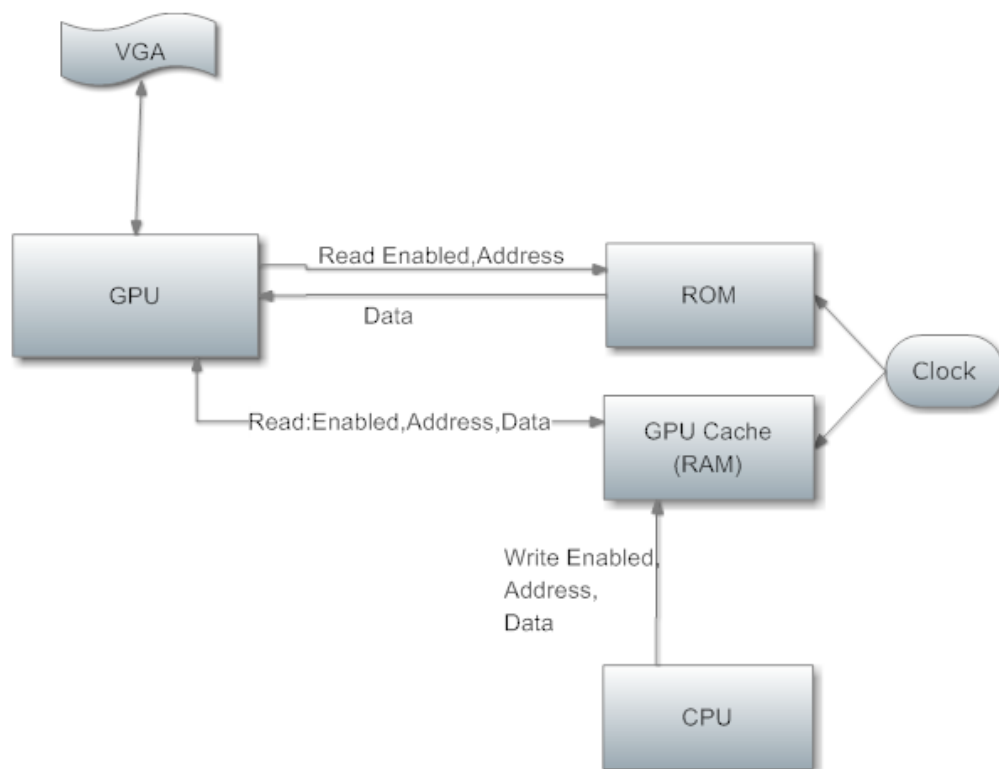 VGA
Read Enabled,Address
GPU
ROM
Data
Clock
Read:Enabled,Address,Data
GPU Cache
(RAM)
Write Enabled,
Address,
Data
CPU